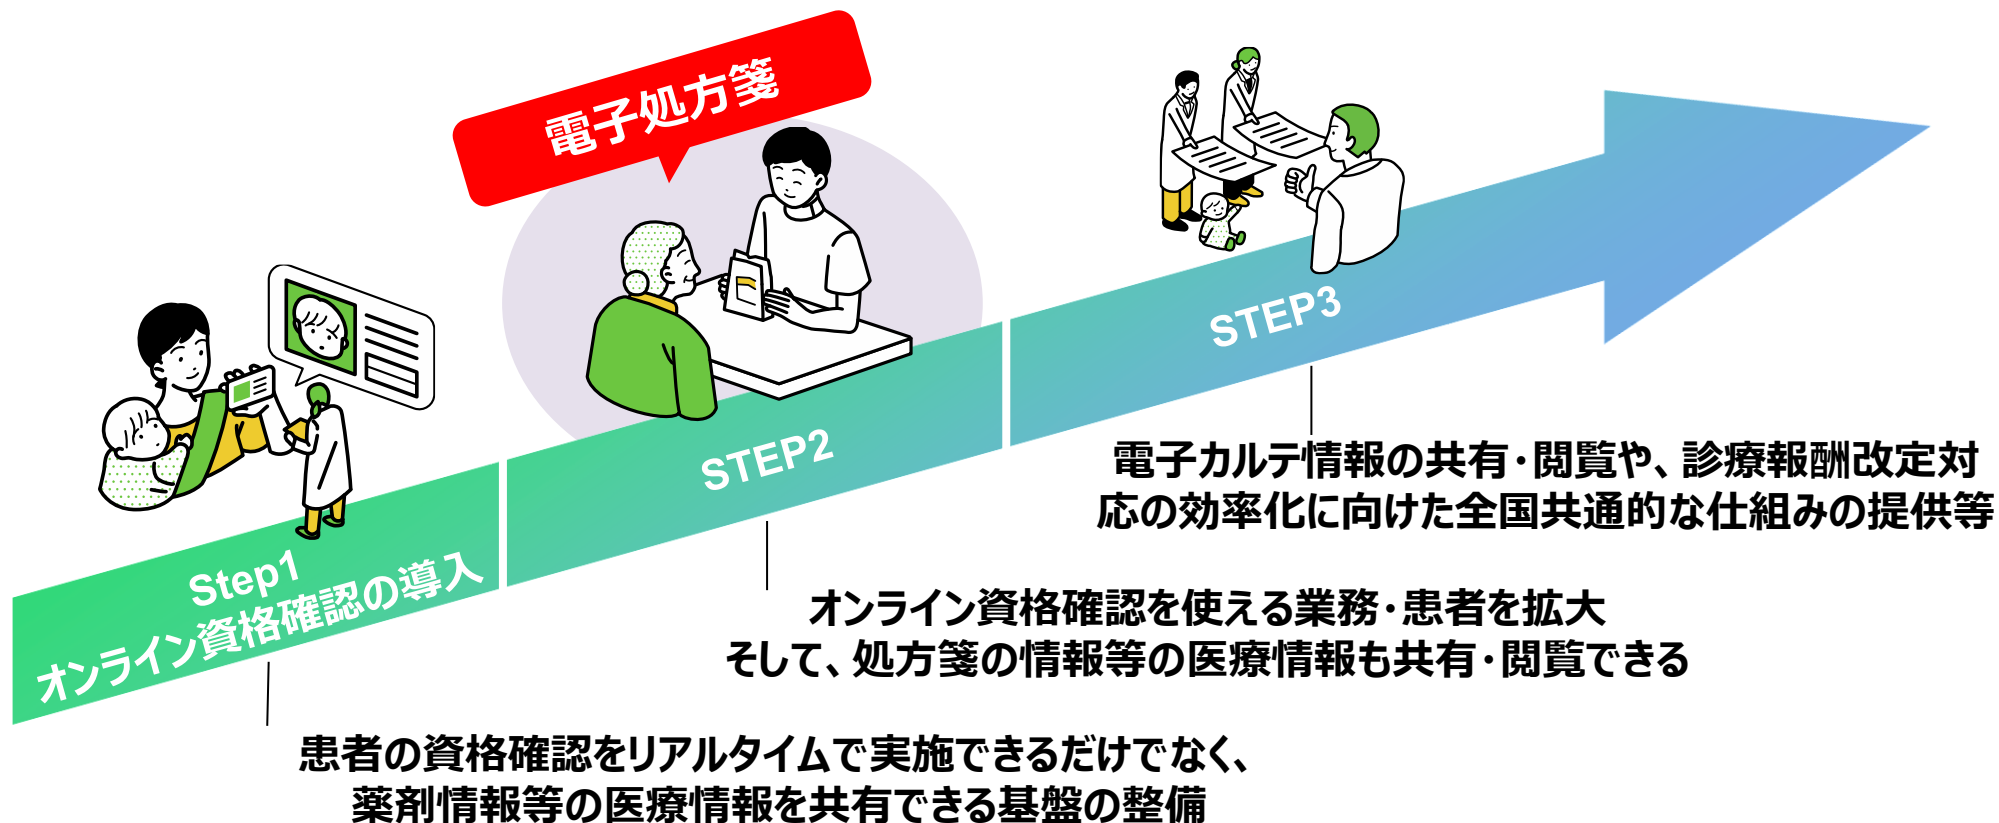 電子処方箋
Step1
オンライン資格確認の導入
患者の資格確認をリアルタイムで実施できるだけでなく、
薬剤情報等の医療情報を共有できる基盤の整備
STEP2
オンライン資格確認を使える業務・患者を拡大
そして、処方箋の情報等の医療情報も共有・閲覧できる
STEP3
電子カルテ情報の共有・閲覧や、診療報酬改定対
応の効率化に向けた全国共通的な仕組みの提供等